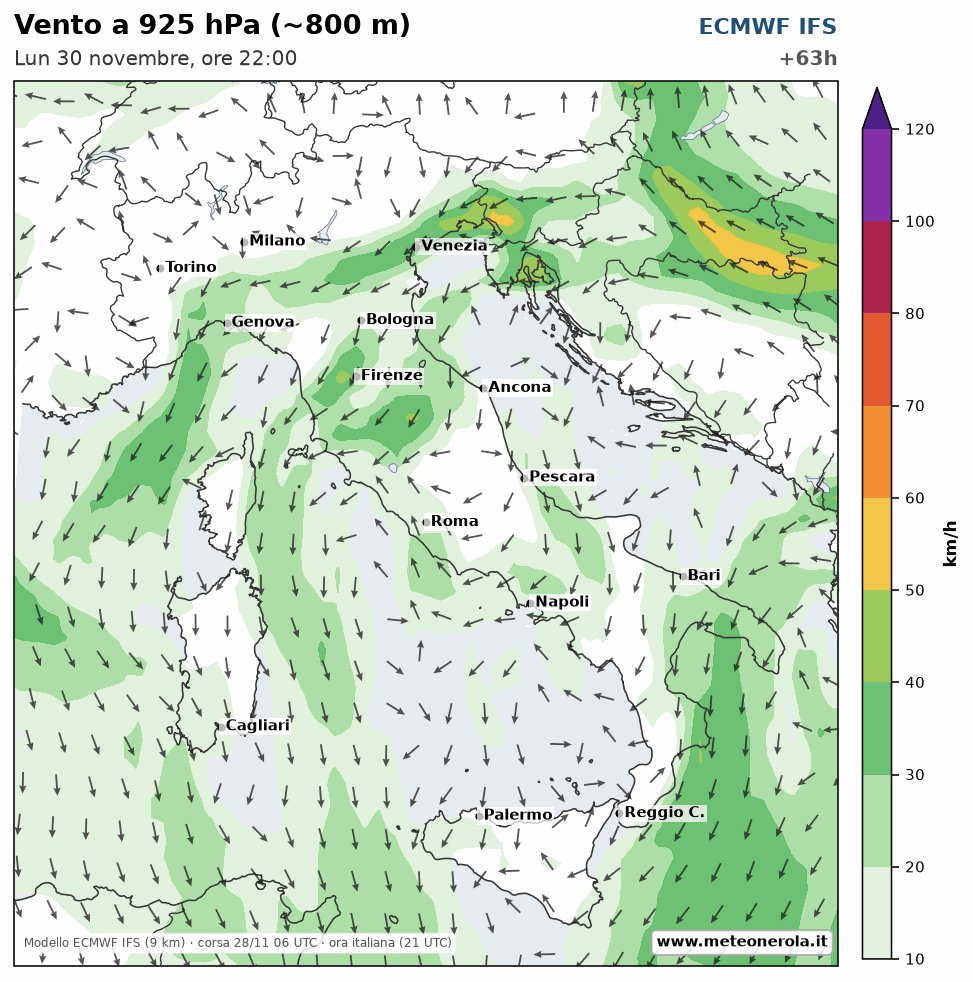 Vento a 925 hPa (~800 m)
ECMWF IFS
Lun 30 novembre, ore 22:00
+63h
Milano
Venezia
Torino
Genova
Bologna
Firenze
Ancona
Pescara
Roma
Bari
Napoli
Cagliari
Palermo
Reggio C.
120
100
80
70
60
50
40
30
20
10
km/h
Modello ECMWF IFS (9 km) · corsa 28/11 06 UTC · ora italiana (21 UTC)
www.meteonerola.it